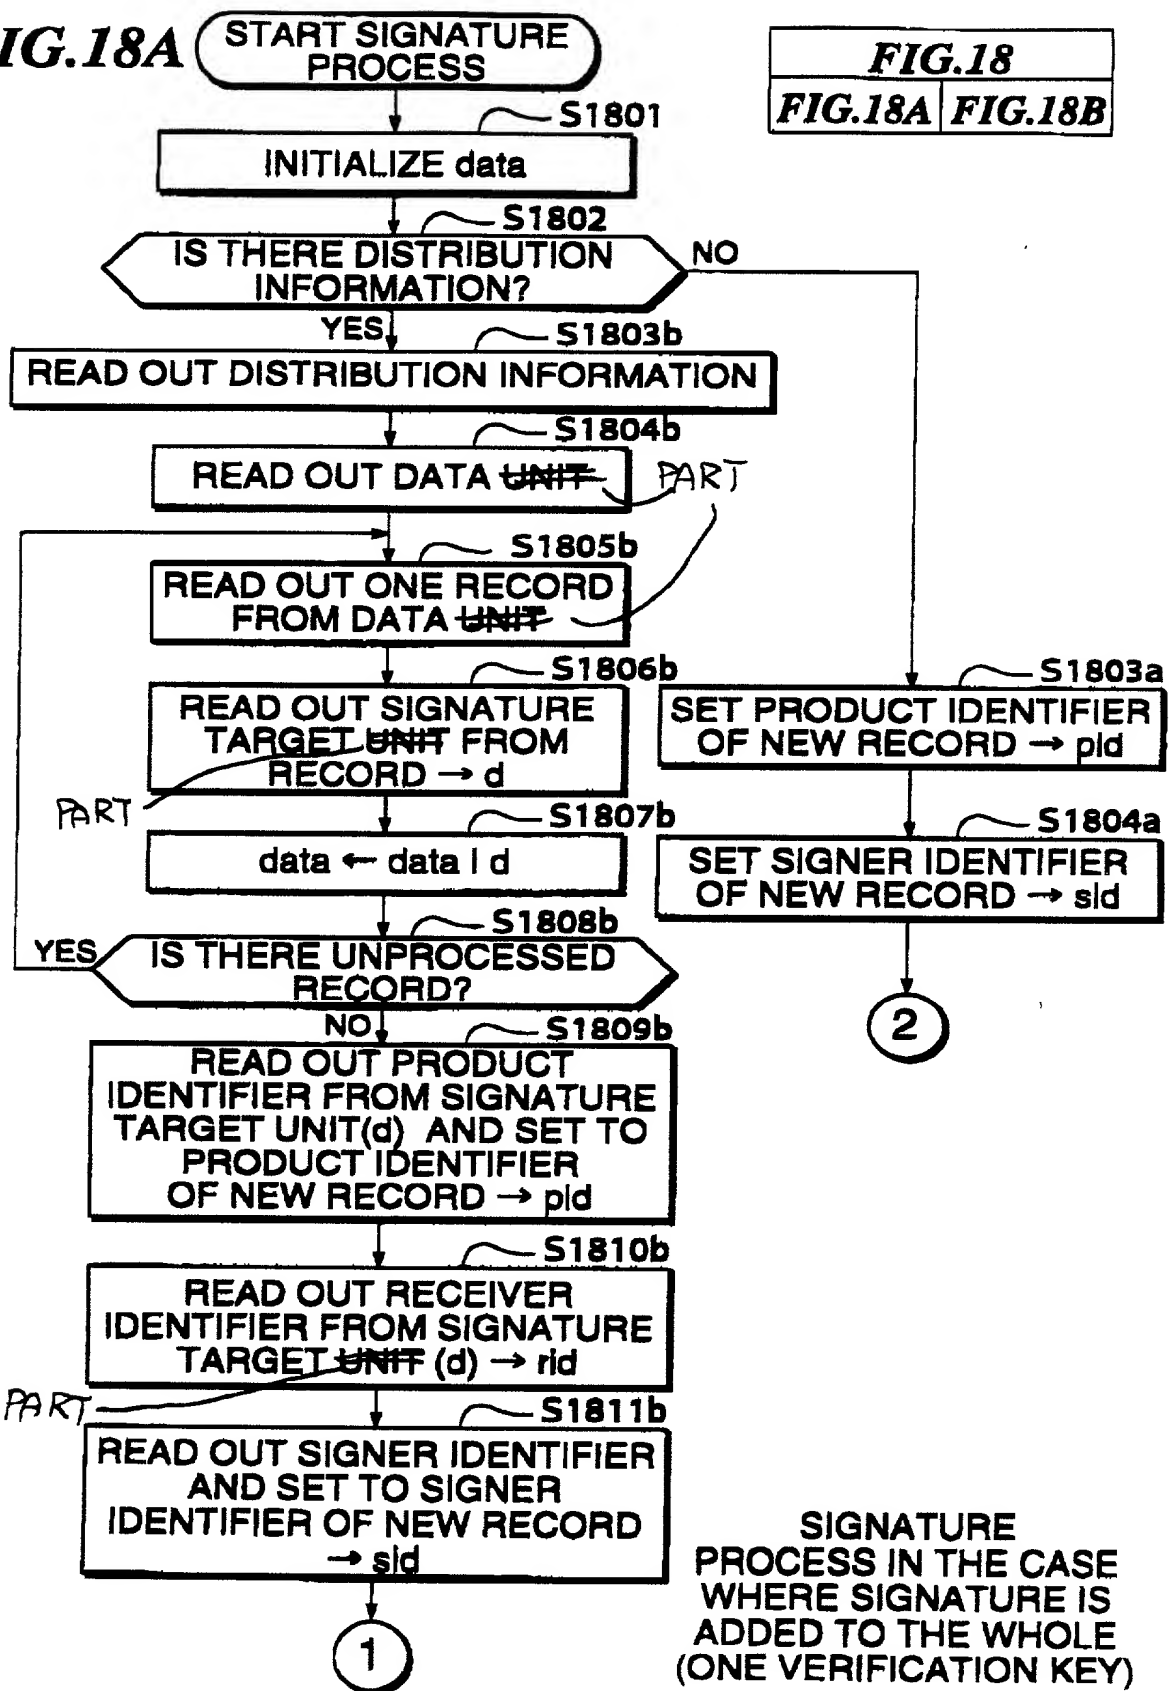 IG.18A
START SIGNATURE
PROCESS
FIG.18
FIG.18A FIG.18B
S1801
INITIALIZE data
S1802
IS THERE DISTRIBUTION
INFORMATION?
NO
YES
S1803b
READ OUT DISTRIBUTION INFORMATION
S1804b
READ OUT DATA UNIT
PART
S1805b
READ OUT ONE RECORD
FROM DATA UNIT
S1806b
READ OUT SIGNATURE
TARGET UNIT FROM
RECORD → d
PART
S1807b
data ← data | d
S1808b
YES
IS THERE UNPROCESSED
RECORD?
NO
S1809b
READ OUT PRODUCT
IDENTIFIER FROM SIGNATURE
TARGET UNIT(d) AND SET TO
PRODUCT IDENTIFIER
OF NEW RECORD → pid
S1810b
READ OUT RECEIVER
IDENTIFIER FROM SIGNATURE
TARGET UNIT (d) → rid
PART
S1811b
READ OUT SIGNER IDENTIFIER
AND SET TO SIGNER
IDENTIFIER OF NEW RECORD
→ sid
1
S1803a
SET PRODUCT IDENTIFIER
OF NEW RECORD → pid
S1804a
SET SIGNER IDENTIFIER
OF NEW RECORD → sid
2
SIGNATURE
PROCESS IN THE CASE
WHERE SIGNATURE IS
ADDED TO THE WHOLE
(ONE VERIFICATION KEY)